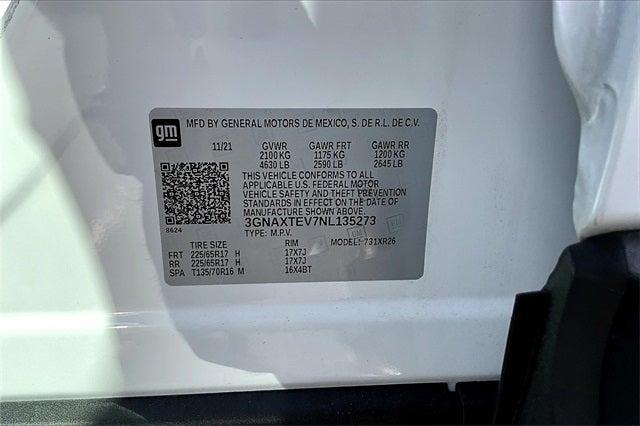 gm MFD BY GENERAL MOTORS DE MEXICO, S. DE R.L. DE C.V.
11/21 GVWR GAWR FRT GAWR RR
2100 KG 1175 KG 1200 KG
4630 LB 2590 LB 2645 LB
THIS VEHICLE CONFORMS TO ALL
APPLICABLE U.S. FEDERAL MOTOR
VEHICLE SAFETY AND THEFT PREVENTION
STANDARDS IN EFFECT ON THE DATE OF
MANUFACTURE SHOWN ABOVE.
8624 3GNAXTEV7NL135273
TYPE: M.P.V. MODEL: 731XR26
TIRE SIZE RIM
FRT 225/65R17 H 17X7J
RR 225/65R17 H 17X7J
SPA T135/70R16 M 16X4BT